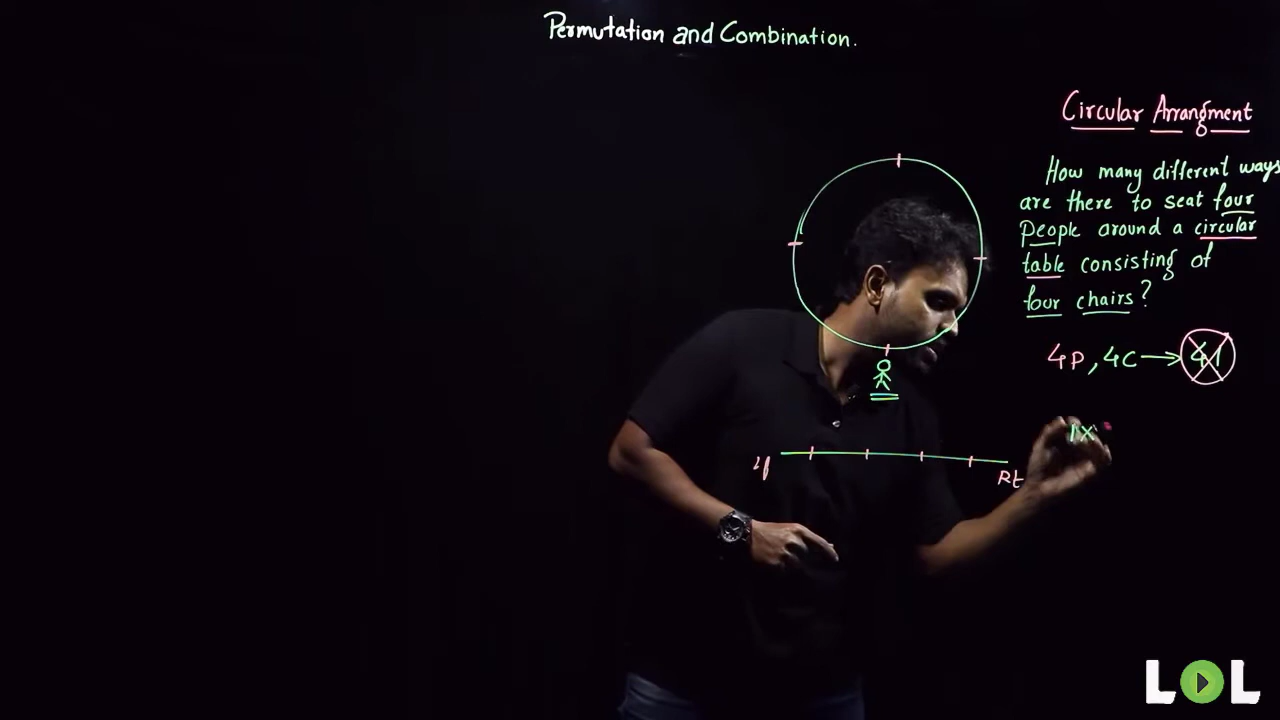 Permutation and Combination.
Circular Arrangment
How many different ways
are there to seat four
people around a circular
table consisting of
four chairs?
4P, 4C → 4!
1X
Rt
LOL